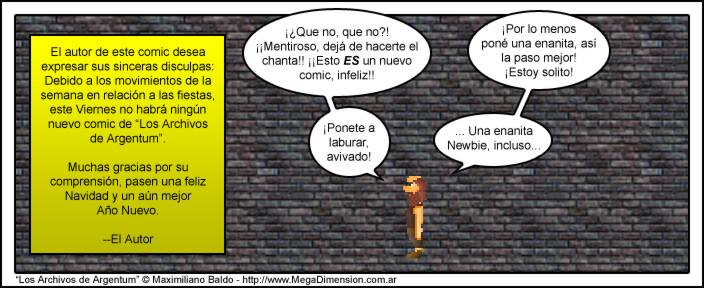 El autor de este comic desea
expresar sus sinceras disculpas:
Debido a los movimientos de la
semana en relación a las fiestas,
este Viernes no habrá ningún
nuevo comic de “Los Archivos
de Argentum”.
Muchas gracias por su
comprensión, pasen una feliz
Navidad y un aún mejor
Año Nuevo.
--El Autor
¡¿Que no, que no?!
¡¡Mentiroso, dejá de hacerte el
chanta!! ¡¡Esto ES un nuevo
comic, infeliz!!
¡Ponete a
laburar,
avivado!
¡Por lo menos
poné una enanita, así
la paso mejor!
¡Estoy solito!
... Una enanita
Newbie, incluso...
“Los Archivos de Argentum” © Maximiliano Baldo - http://www.MegaDimension.com.ar